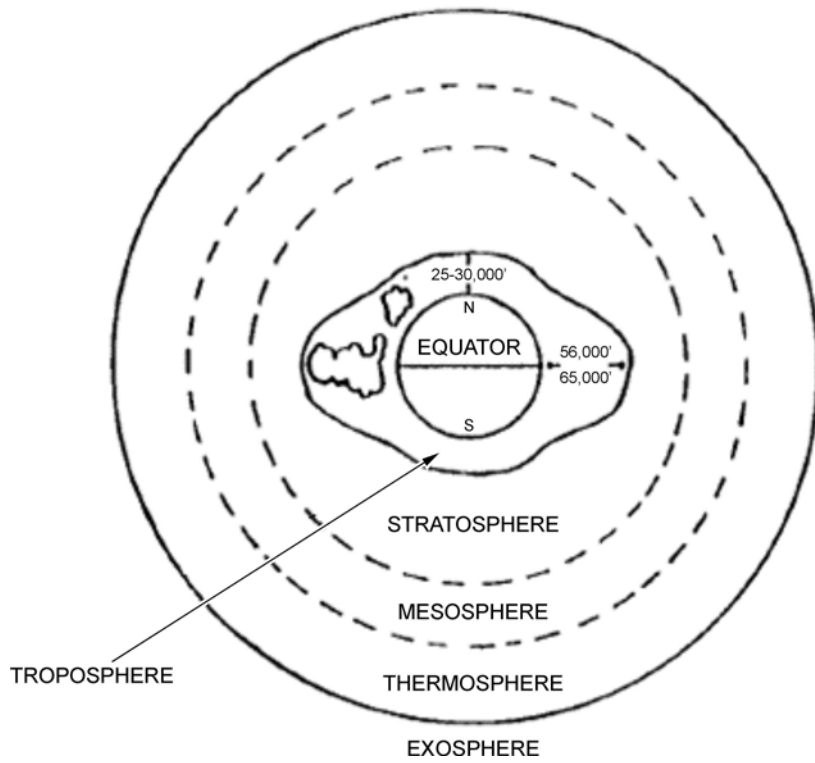 25-30,000'
N
EQUATOR
56,000'
65,000'
S
STRATOSPHERE
MESOSPHERE
TROPOSPHERE
THERMOSPHERE
EXOSPHERE